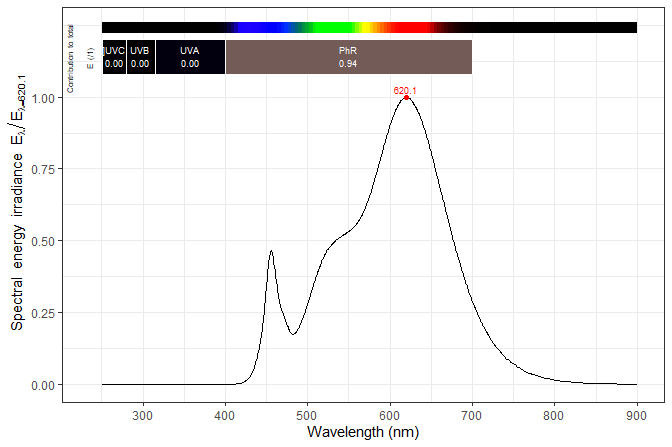 Contribution to total
E (/1)
UVC UVB UVA PhR
0.00 0.00 0.00 0.94
620.1
1.00
0.75
0.50
0.25
0.00
Spectral energy irradiance Eλ/Eλ=620.1
300 400 500 600 700 800 900
Wavelength (nm)